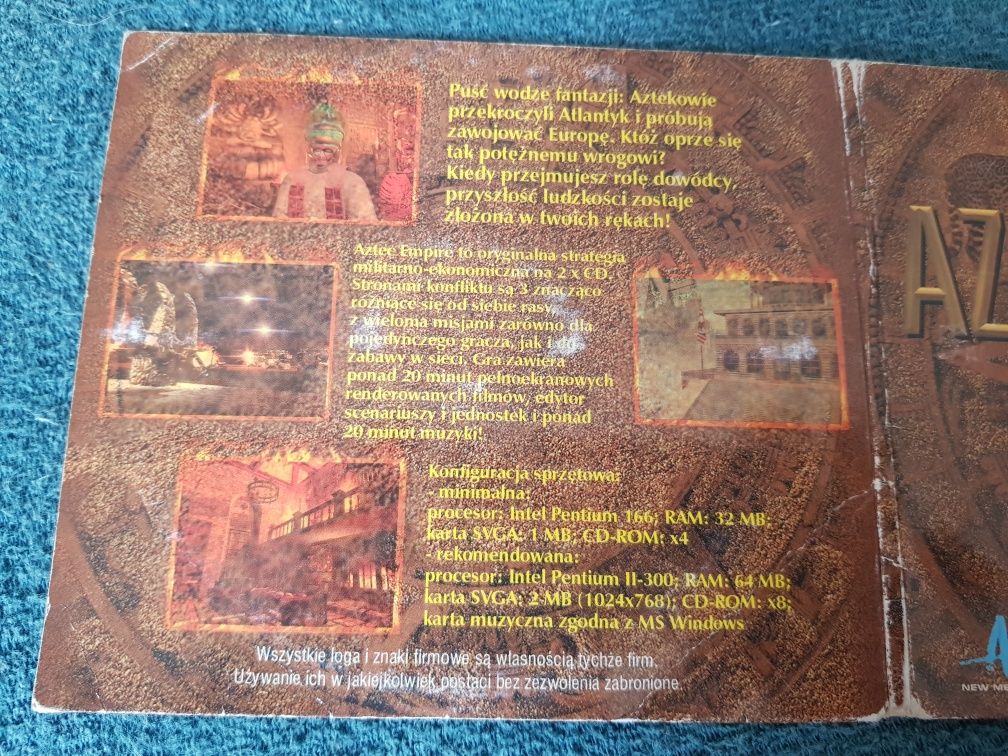 Puść wodze fantazji: Aztekowie
przekroczyli Atlantyk i próbują
zawojować Europę. Któż oprze się
tak potężnemu wrogowi?
Kiedy przejmujesz rolę dowódcy,
przyszłość ludzkości zostaje
złożona w twoich rękach!
Aztec Empire to oryginalna strategia
militarno-ekonomiczna na 2 x CD.
Stronami konfliktu są 3 znacząco
różniące się od siebie rasy,
z wieloma misjami zarówno dla
pojedynczego gracza, jak i do
zabawy w sieci. Gra zawiera
ponad 20 minut pełnoekranowych
renderowanych filmów, edytor
scenariuszy i jednostek i ponad
20 minut muzyki!
Konfiguracja sprzętowa:
- minimalna:
procesor: Intel Pentium 166; RAM: 32 MB;
karta SVGA: 1 MB; CD-ROM: x4
- rekomendowana:
procesor: Intel Pentium II-300; RAM: 64 MB;
karta SVGA: 2 MB (1024x768); CD-ROM: x8;
karta muzyczna zgodna z MS Windows
Wszystkie loga i znaki firmowe są własnością tychże firm.
Używanie ich w jakiejkolwiek postaci bez zezwolenia zabronione.
AZ
NEW